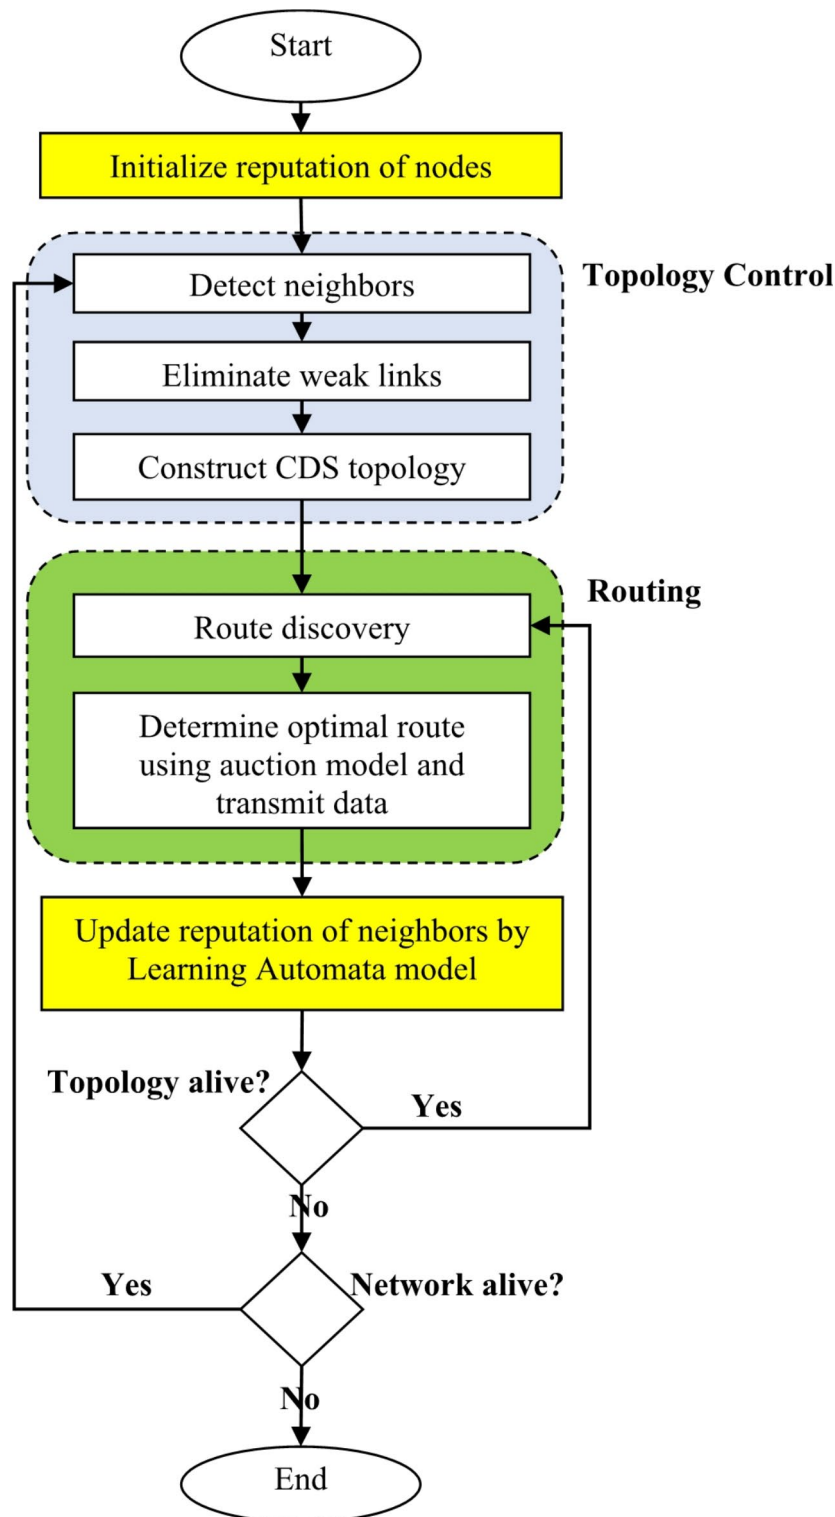 Start
Initialize reputation of nodes
Topology Control
Detect neighbors
Eliminate weak links
Construct CDS topology
Routing
Route discovery
Determine optimal route
using auction model and
transmit data
Update reputation of neighbors by
Learning Automata model
Topology alive?
Yes
No
Yes
Network alive?
No
End